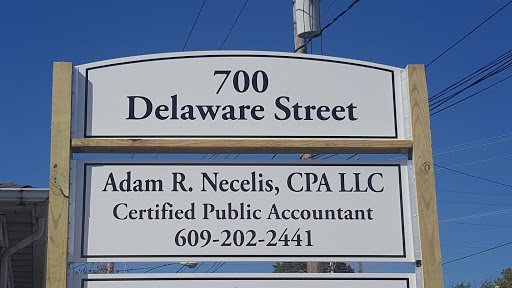 700
Delaware Street
Adam R. Necelis, CPA LLC
Certified Public Accountant
609-202-2441